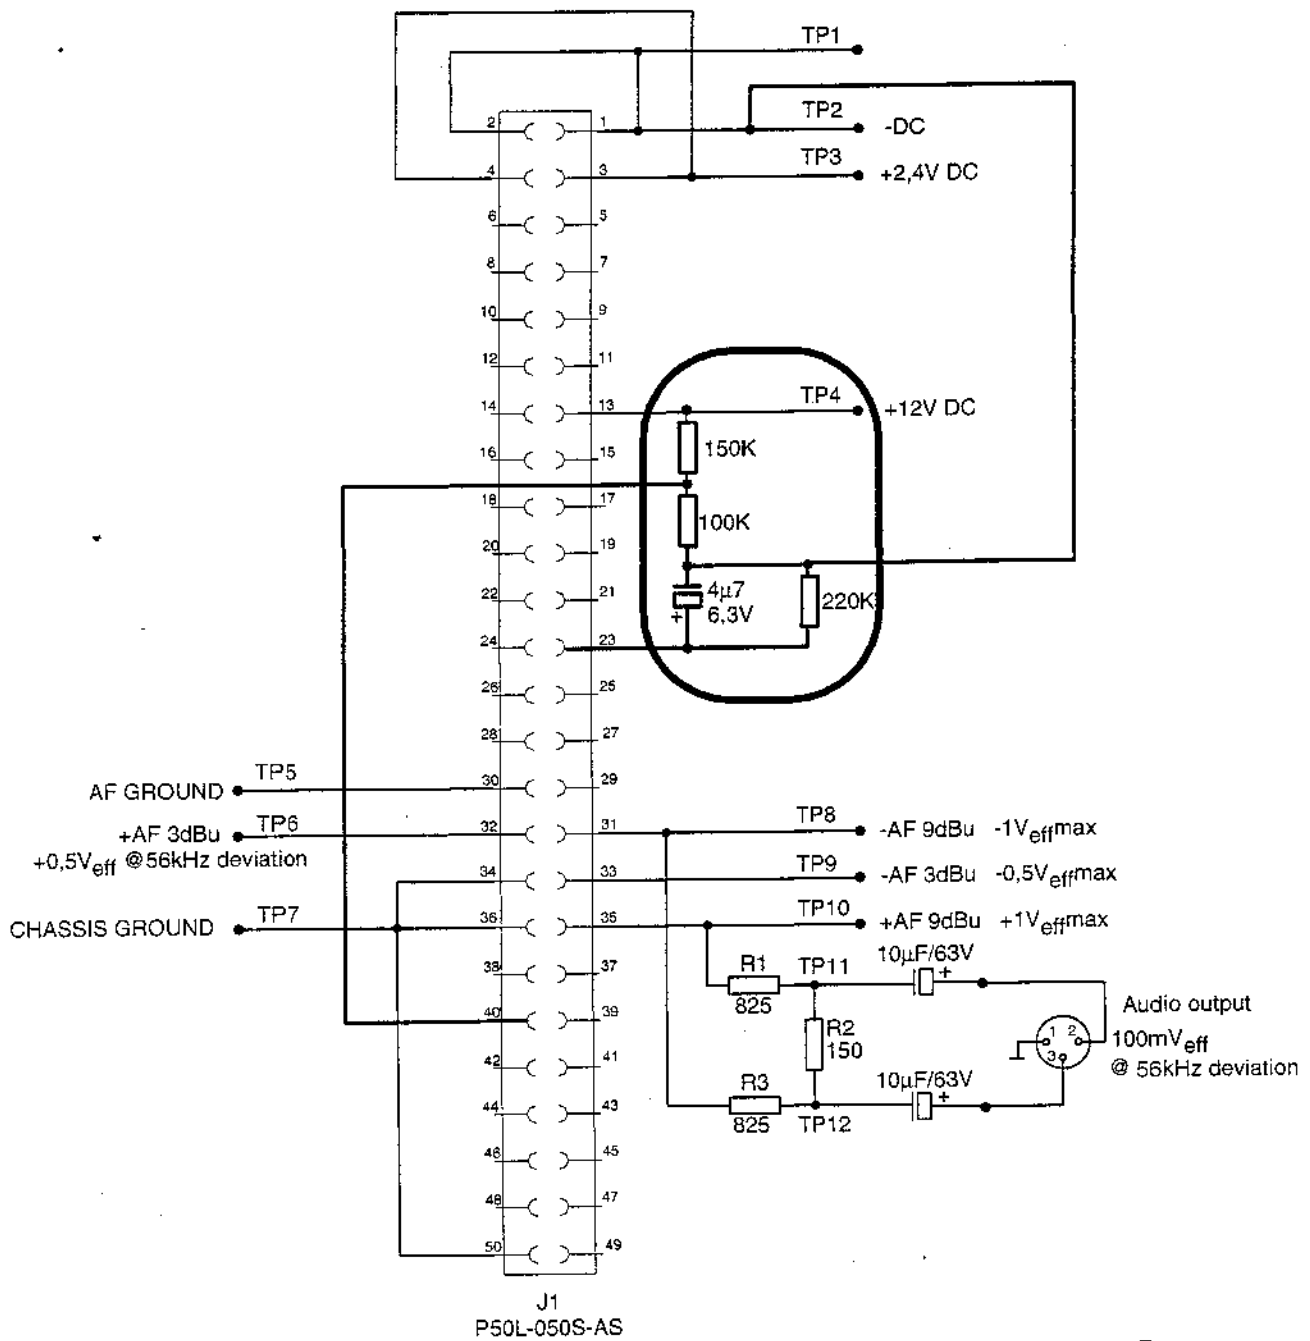 TP1
2 1 TP2 -DC
4 3 TP3 +2,4V DC
6 5
8 7
10 9
12 11
14 13 TP4 +12V DC
150K
16 15
18 17
100K
20 19
22 21 4µ7 220K
6,3V
+
24 23
26 25
28 27
AF GROUND TP5 30 29
+AF 3dBu TP6 32 31 TP8 -AF 9dBu -1Veffmax
+0,5Veff @56kHz deviation
34 33 TP9 -AF 3dBu -0,5Veffmax
CHASSIS GROUND TP7 36 35 TP10 +AF 9dBu +1Veffmax
10µF/63V
38 37 R1 TP11 +
825
Audio output
40 39 R2 1 2 100mVeff
150 3 @ 56kHz deviation
42 41
R3 10µF/63V
44 43 +
825 TP12
46 45
48 47
50 49
J1
P50L-050S-AS